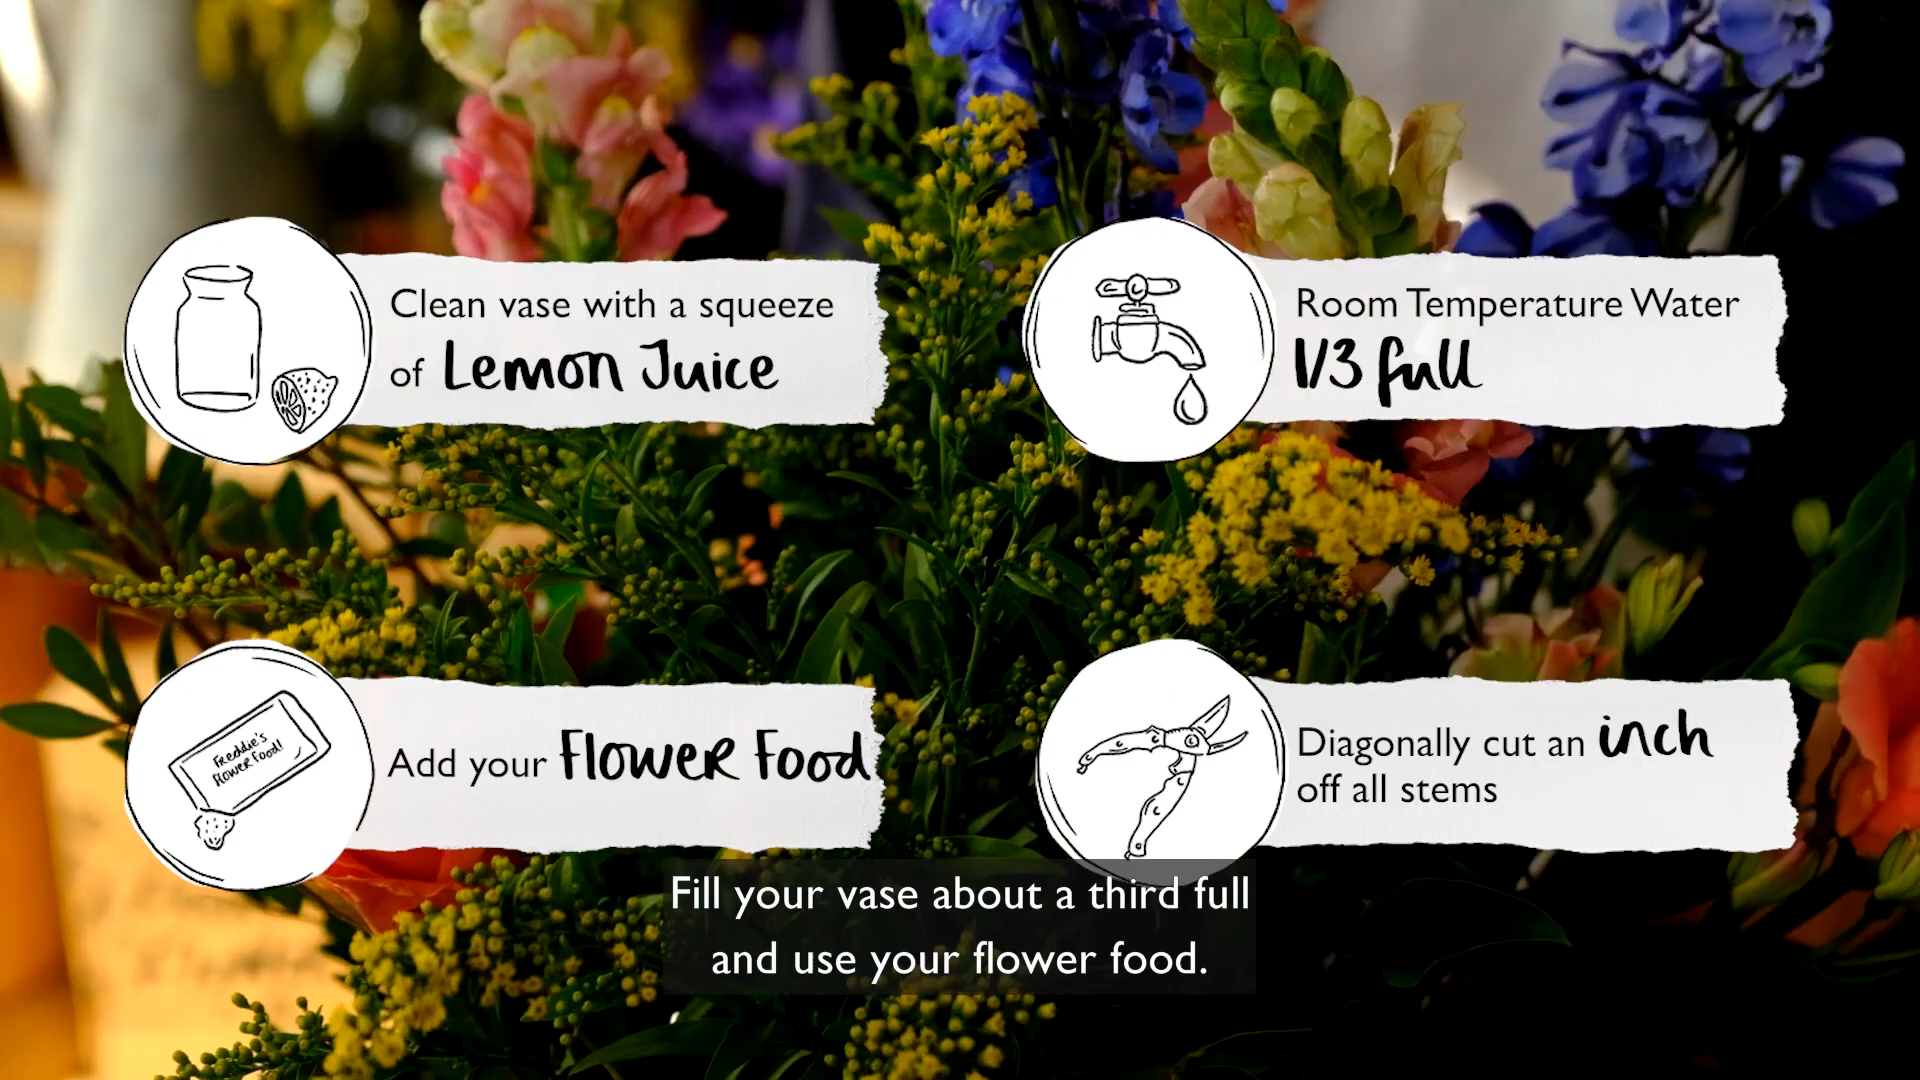 Clean vase with a squeeze
of Lemon Juice
Room Temperature Water
1/3 full
Freddie's
Flower Food!
Add your Flower Food
Diagonally cut an inch
off all stems
Fill your vase about a third full
and use your flower food.